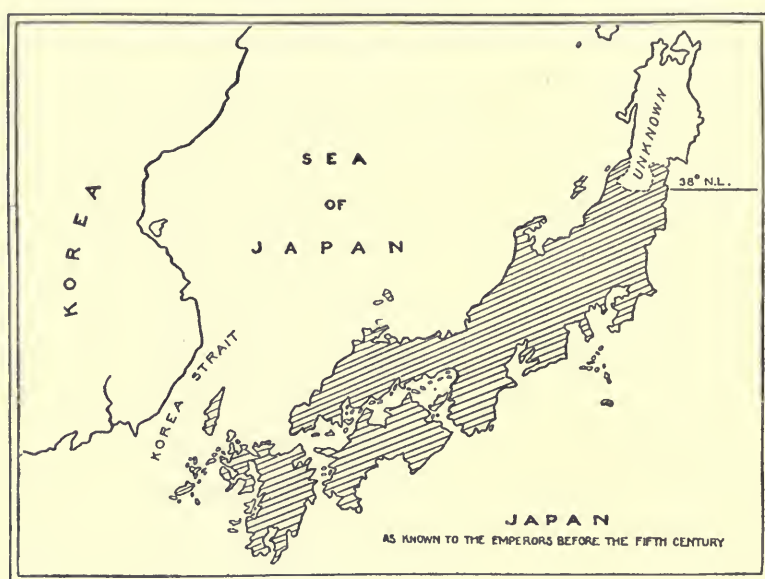 SEA
OF
JAPAN
KOREA
KOREA STRAIT
UNKNOWN
38° N.L.
JAPAN
AS KNOWN TO THE EMPERORS BEFORE THE FIFTH CENTURY